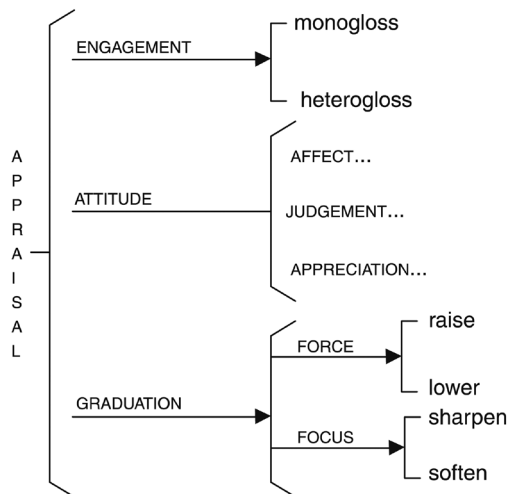 APPRAISAL
ENGAGEMENT
monogloss
heterogloss
ATTITUDE
AFFECT...
JUDGEMENT...
APPRECIATION...
GRADUATION
FORCE
raise
lower
FOCUS
sharpen
soften